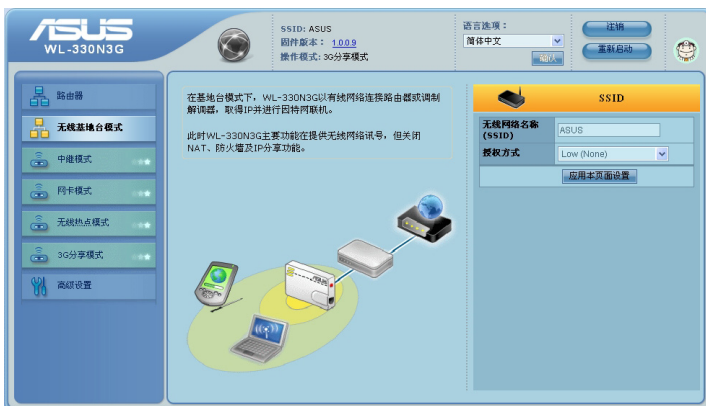 ASUS
WL-330N3G
SSID: ASUS
固件版本： 1.0.0.9
操作模式: 3G分享模式
语言选项：
简体中文
确认
注销
重新启动
路由器
无线基地台模式
中继模式
网卡模式
无线热点模式
3G分享模式
高级设置
在基地台模式下，WL-330N3G以有线网络连接路由器或调制
解调器，取得IP并进行因特网联机。
此时WL-330N3G主要功能在提供无线网络讯号，但关闭
NAT、防火墙及IP分享功能。
SSID
无线网络名称
(SSID)
ASUS
授权方式
Low (None)
应用本页面设置